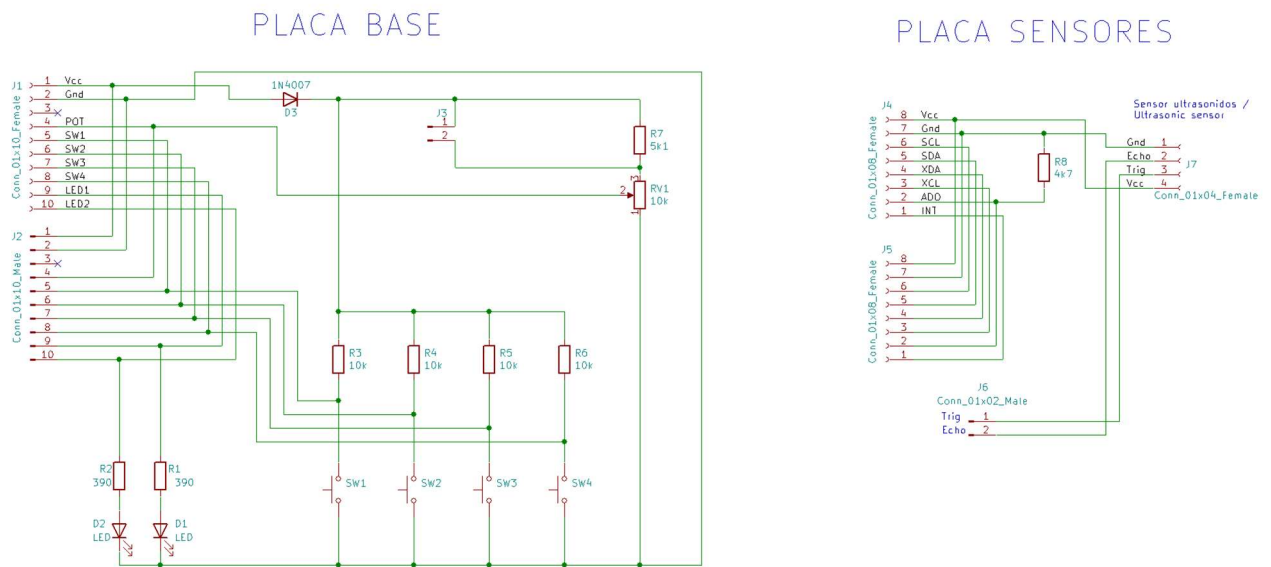 PLACA BASE
PLACA SENSORES
J1
Conn_01x10_Female
1 Vcc
2 Gnd
3
4 POT
5 SW1
6 SW2
7 SW3
8 SW4
9 LED1
10 LED2
J2
Conn_01x10_Male
1
2
3
4
5
6
7
8
9
10
1N4007
D3
J3
1
2
R7
5k1
3
2
1
RV1
10k
R3
10k
R4
10k
R5
10k
R6
10k
R2
390
R1
390
D2
LED
D1
LED
SW1
SW2
SW3
SW4
J4
Conn_01x08_Female
8 Vcc
7 Gnd
6 SCL
5 SDA
4 XDA
3 XCL
2 ADO
1 INT
R8
4k7
Sensor ultrasonidos /
Ultrasonic sensor
Gnd 1
Echo 2
Trig 3
Vcc 4
J7
Conn_01x04_Female
J5
Conn_01x08_Female
8
7
6
5
4
3
2
1
J6
Conn_01x02_Male
Trig 1
Echo 2